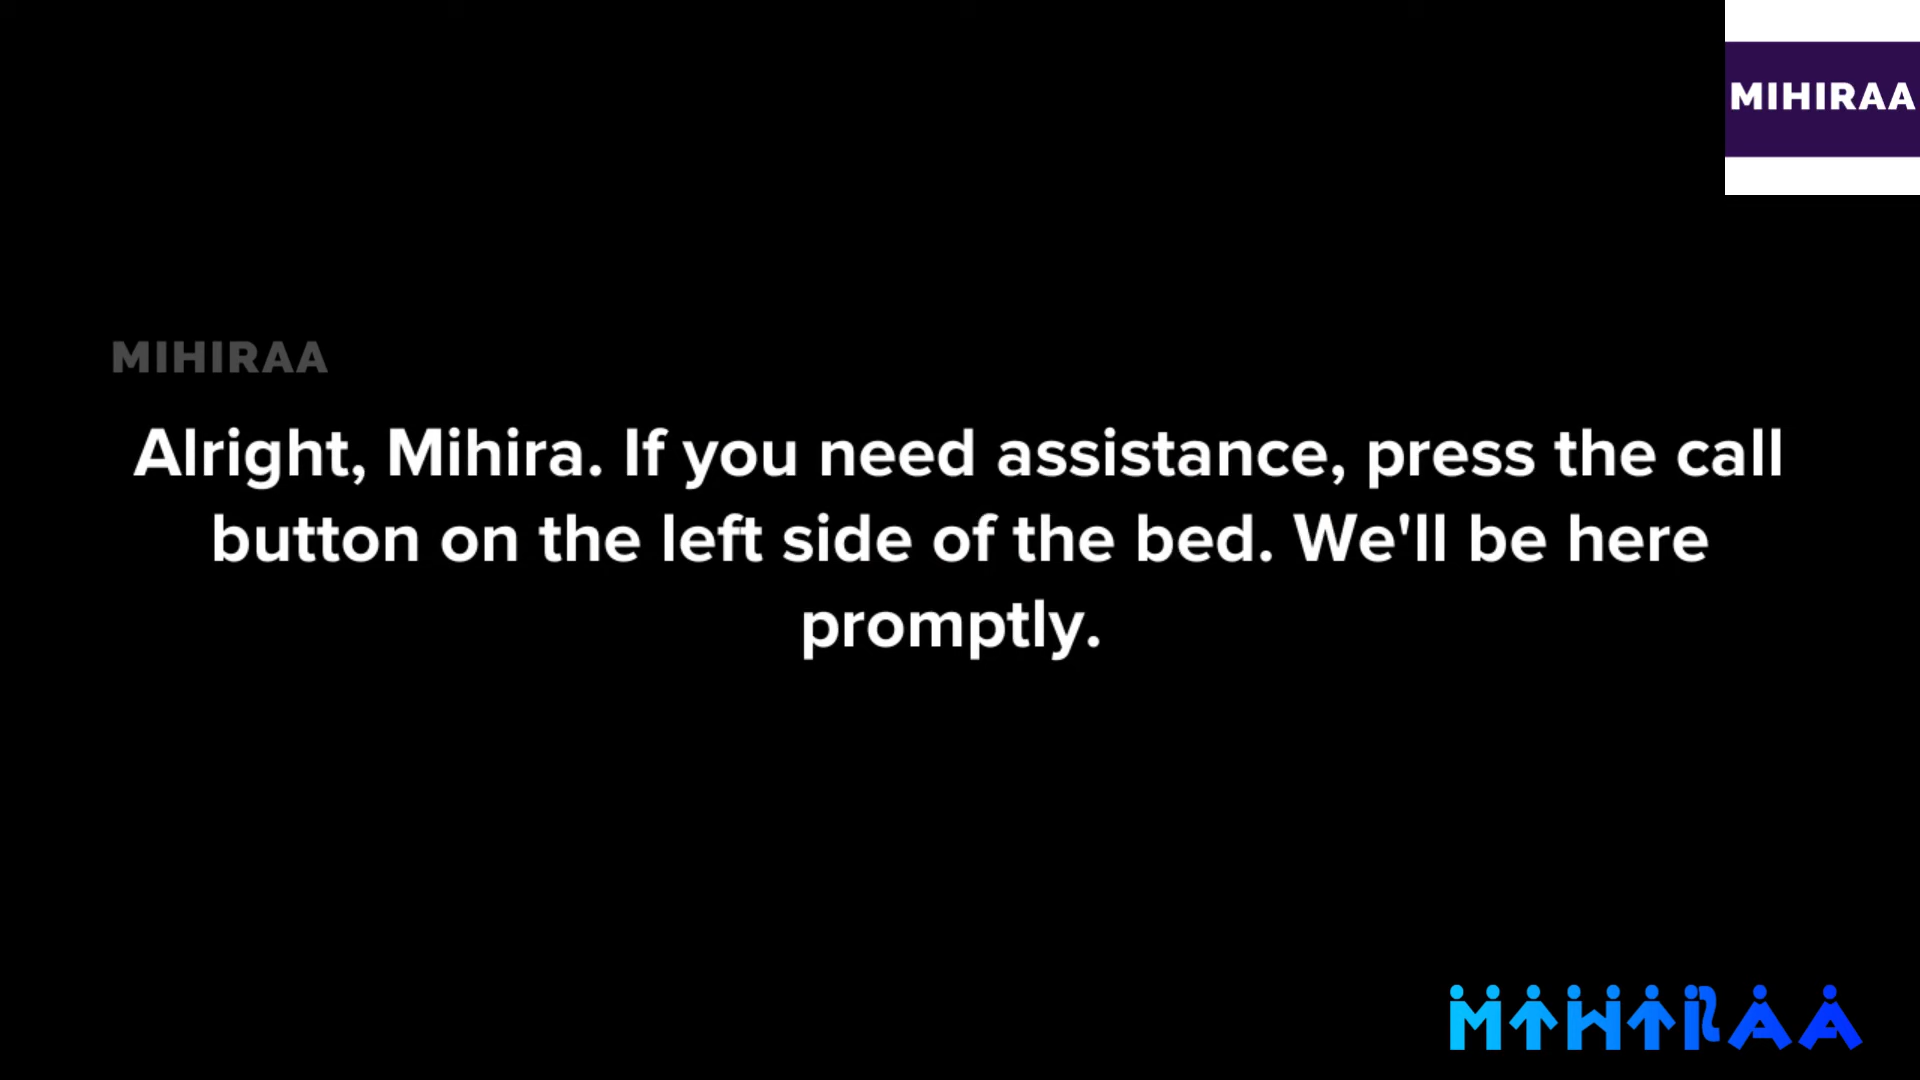 MIHIRAA
MIHIRAA
Alright, Mihira. If you need assistance, press the call
button on the left side of the bed. We'll be here
promptly.
MIHIRAA